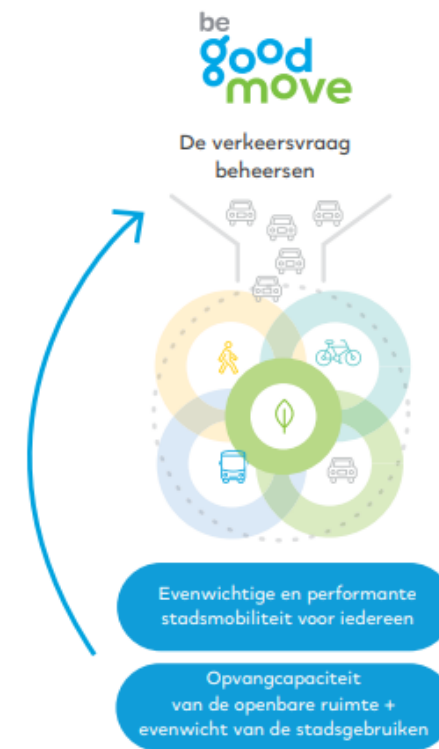 be
good
move
De verkeersvraag
beheersen
Evenwichtige en performante
stadsmobiliteit voor iedereen
Opvangcapaciteit
van de openbare ruimte +
evenwicht van de stadsgebruiken